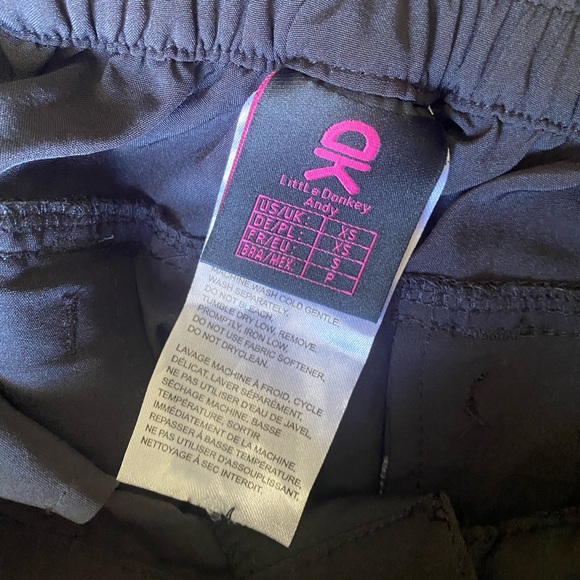 DK
Little Donkey
Andy
US/UK: XS
DE/PL: XS
FR/EU: S
BRA/MEX: P
MACHINE WASH COLD GENTLE,
WASH SEPARATELY,
DO NOT BLEACH,
TUMBLE DRY LOW, REMOVE
PROMPLIY, IRON LOW.
DO NOT USE FABRIC SOFTENER,
DO NOT DRYCLEAN.
LAVAGE MACHINE À FROID, CYCLE
DÉLICAT, LAVER SÉPARÉMENT,
NE PAS UTILISER D'EAU DE JAVEL,
SÉCHAGE MACHINE, BASSE
TEMPÉRATURE, SORTIR
IMMÉDIATEMENT DE LA MACHINE,
REPASSER À BASSE TEMPÉRATURE,
NE PAS UTILISER D'ASSOUPLISSANT,
NETTOYAGE À SEC INTERDIT.